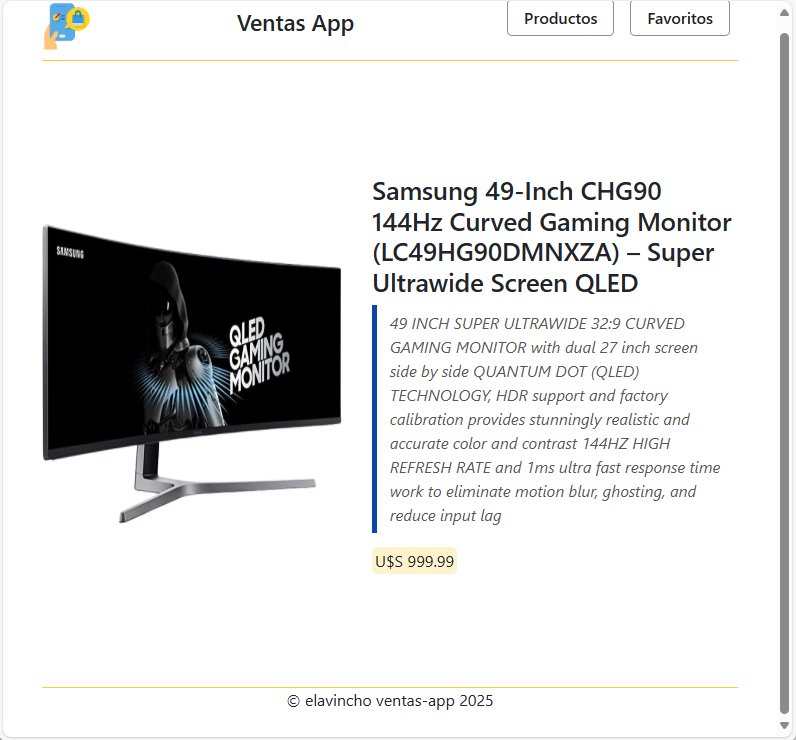 Ventas App
Productos
Favoritos
SAMSUNG
QLED
GAMING
MONITOR
Samsung 49-Inch CHG90
144Hz Curved Gaming Monitor
(LC49HG90DMNXZA) – Super
Ultrawide Screen QLED
49 INCH SUPER ULTRAWIDE 32:9 CURVED
GAMING MONITOR with dual 27 inch screen
side by side QUANTUM DOT (QLED)
TECHNOLOGY, HDR support and factory
calibration provides stunningly realistic and
accurate color and contrast 144HZ HIGH
REFRESH RATE and 1ms ultra fast response time
work to eliminate motion blur, ghosting, and
reduce input lag
U$S 999.99
© elavincho ventas-app 2025